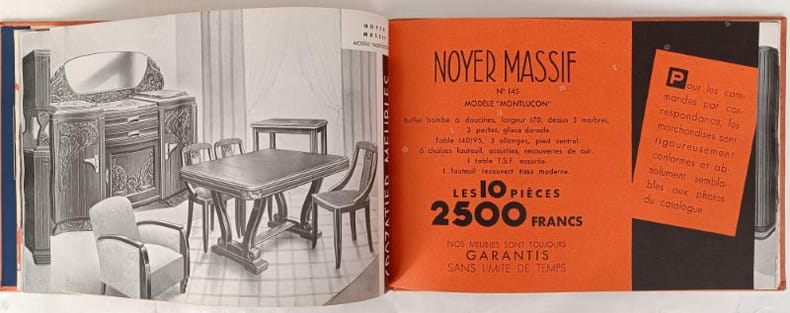 NOYER
MASSIF
CROZATIER MEUBLES
NOYER MASSIF
N° 145
MODÈLE "MONTLUÇON"
Buffet bombé à doucines, largeur 170, dessus 3 marbres,
3 portes, glace dorsale.
Table 140/95, 3 allonges, pied central.
6 chaises fauteuil, assorties, recouvertes de cuir.
1 table T.S.F. assortie.
1 fauteuil recouvert tissu moderne.
LES 10 PIÈCES
2500 FRANCS
NOS MEUBLES SONT TOUJOURS
GARANTIS
SANS LIMITE DE TEMPS
Pour les com-
mandes par cor-
respondance, les
marchandises sont
rigoureusement
conformes et ab-
solument sembla-
bles aux photos
du catalogue